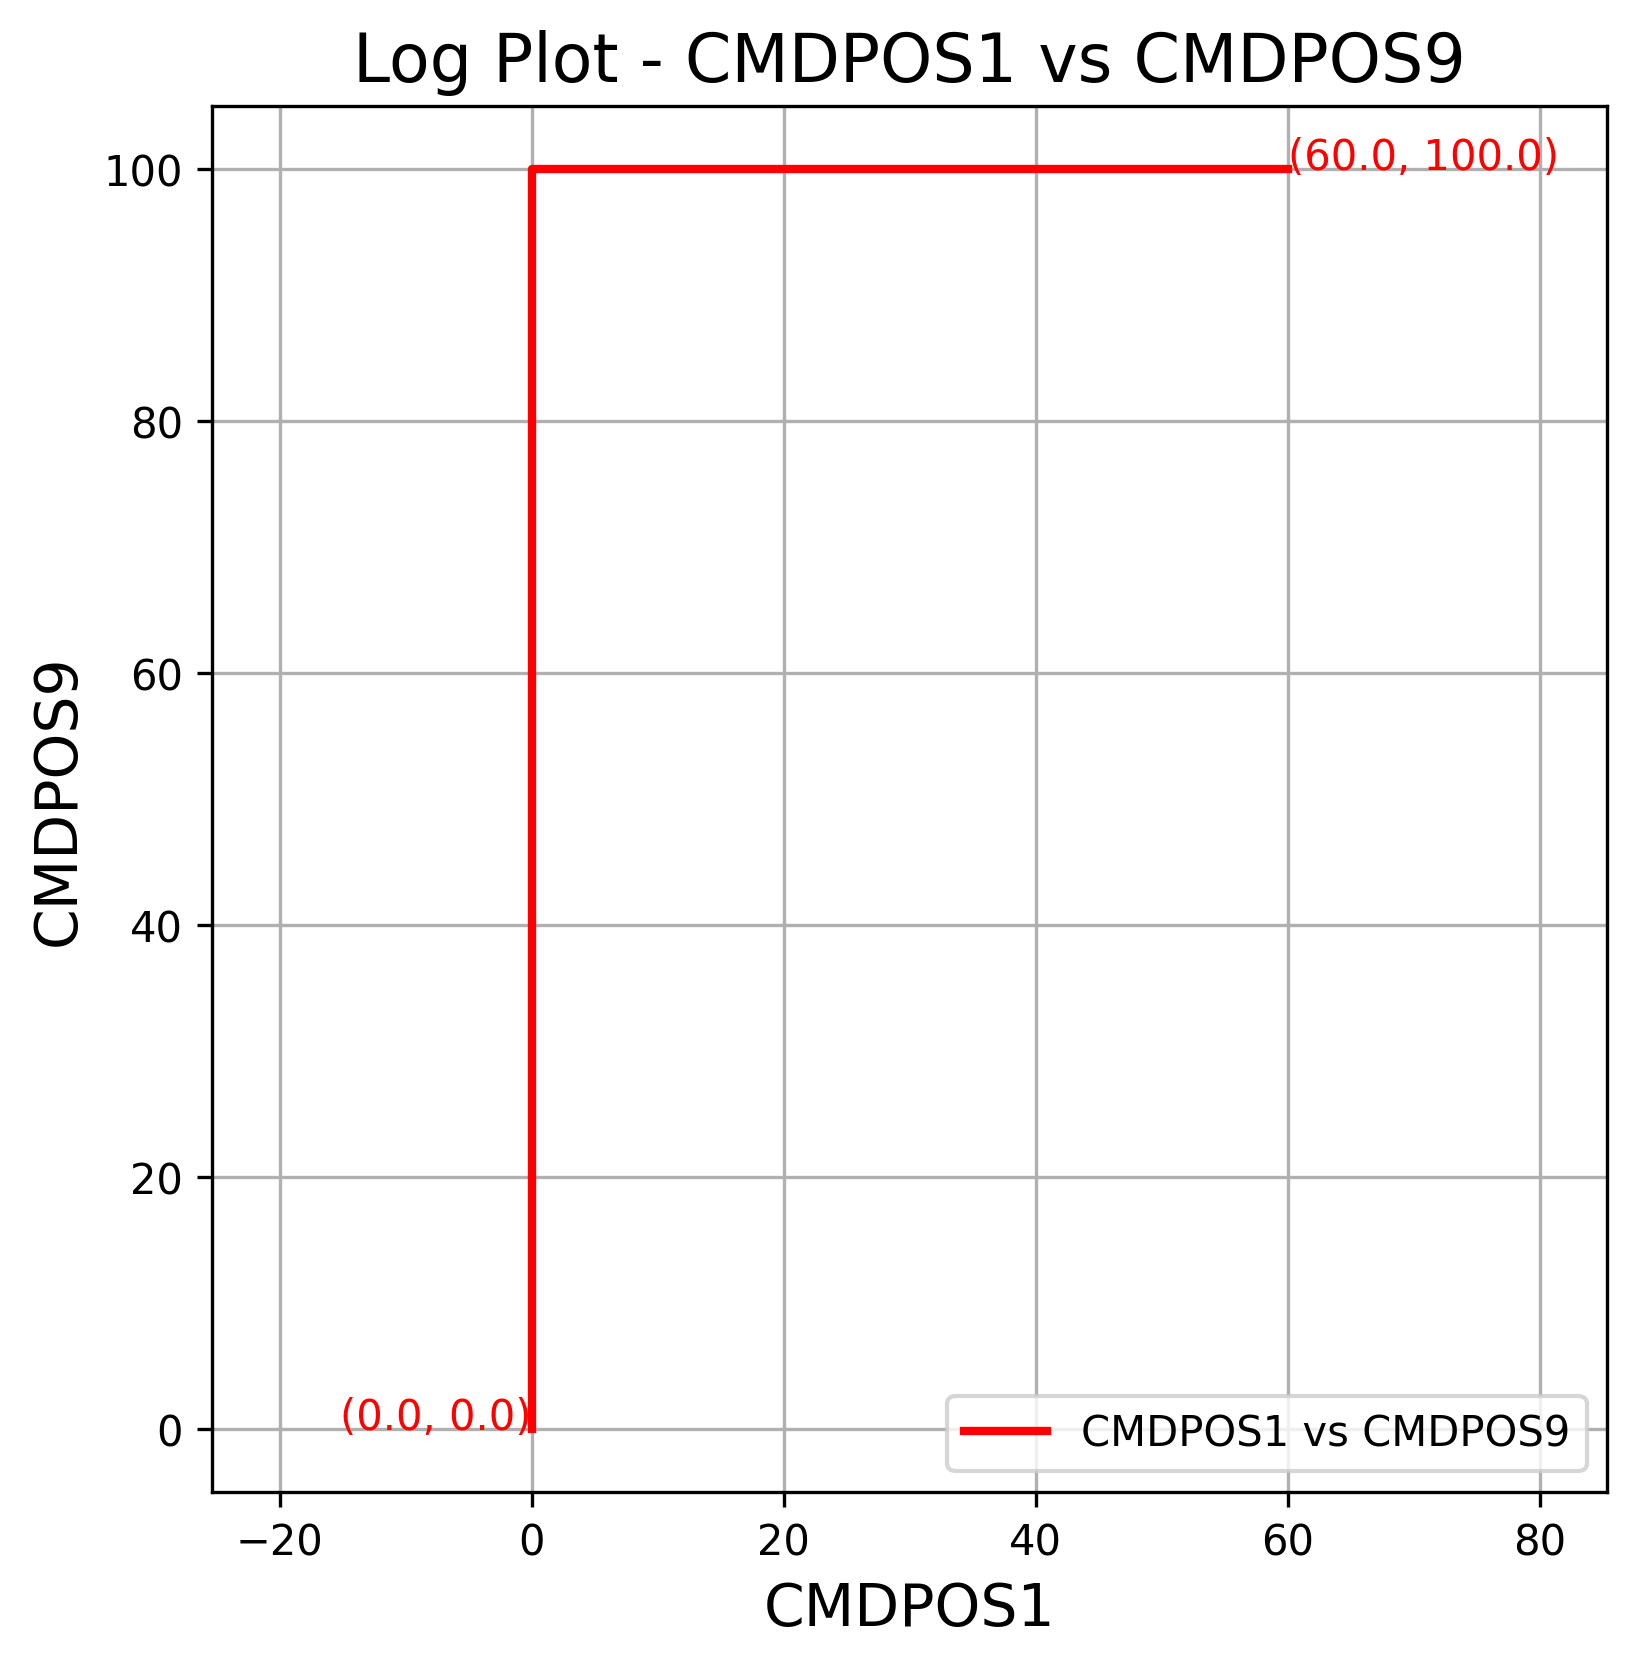 Log Plot - CMDPOS1 vs CMDPOS9
(60.0, 100.0)
100
80
60
40
20
0
CMDPOS9
(0.0, 0.0)
CMDPOS1 vs CMDPOS9
−20 0 20 40 60 80
CMDPOS1